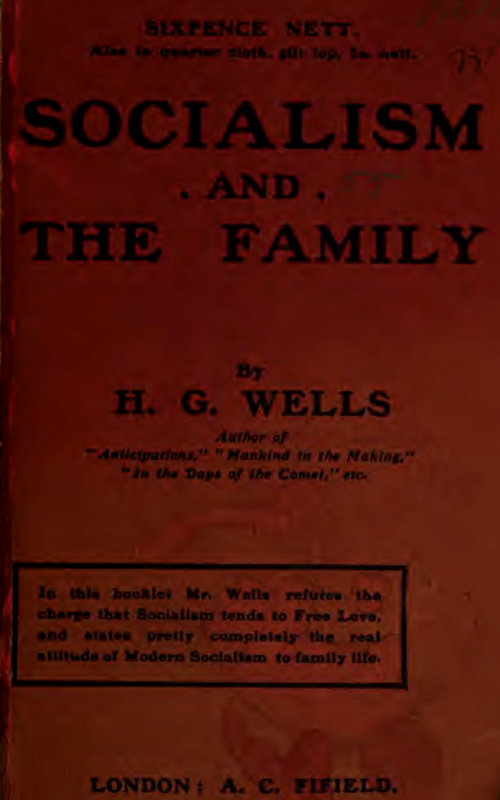 SIXPENCE NETT.
Also in quarter cloth, gilt top, 1s. nett.
SOCIALISM
. AND .
THE FAMILY
By
H. G. WELLS
Author of
"Anticipations," "Mankind in the Making,"
"In the Days of the Comet," etc.
In this booklet Mr. Wells refutes the
charge that Socialism tends to Free Love,
and states pretty completely the real
attitude of Modern Socialism to family life.
LONDON: A. C. FIFIELD.